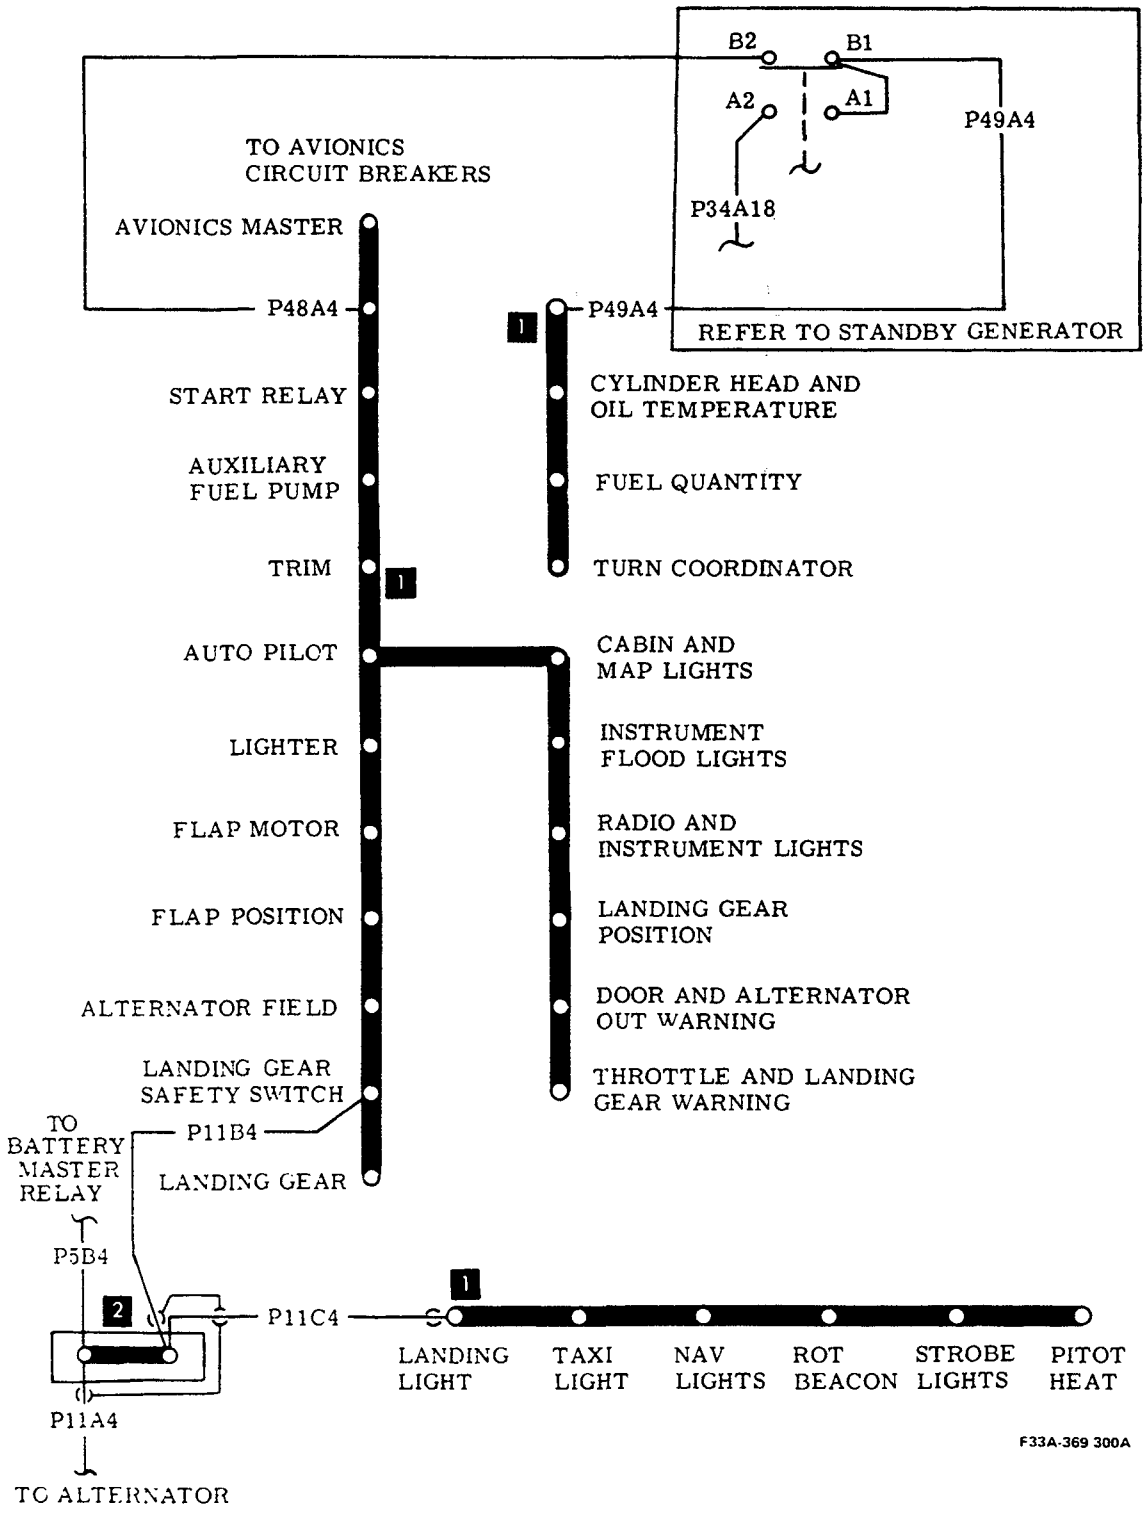 B2
B1
A2
A1
P49A4
P34A18
REFER TO STANDBY GENERATOR
TO AVIONICS
CIRCUIT BREAKERS
AVIONICS MASTER
P48A4
START RELAY
AUXILIARY
FUEL PUMP
TRIM
1
AUTO PILOT
LIGHTER
FLAP MOTOR
FLAP POSITION
ALTERNATOR FIELD
LANDING GEAR
SAFETY SWITCH
P11B4
LANDING GEAR
1
P49A4
CYLINDER HEAD AND
OIL TEMPERATURE
FUEL QUANTITY
TURN COORDINATOR
CABIN AND
MAP LIGHTS
INSTRUMENT
FLOOD LIGHTS
RADIO AND
INSTRUMENT LIGHTS
LANDING GEAR
POSITION
DOOR AND ALTERNATOR
OUT WARNING
THROTTLE AND LANDING
GEAR WARNING
TO
BATTERY
MASTER
RELAY
P5B4
2
P11A4
TO ALTERNATOR
P11C4
1
LANDING
LIGHT
TAXI
LIGHT
NAV
LIGHTS
ROT
BEACON
STROBE
LIGHTS
PITOT
HEAT
F33A-369 300A